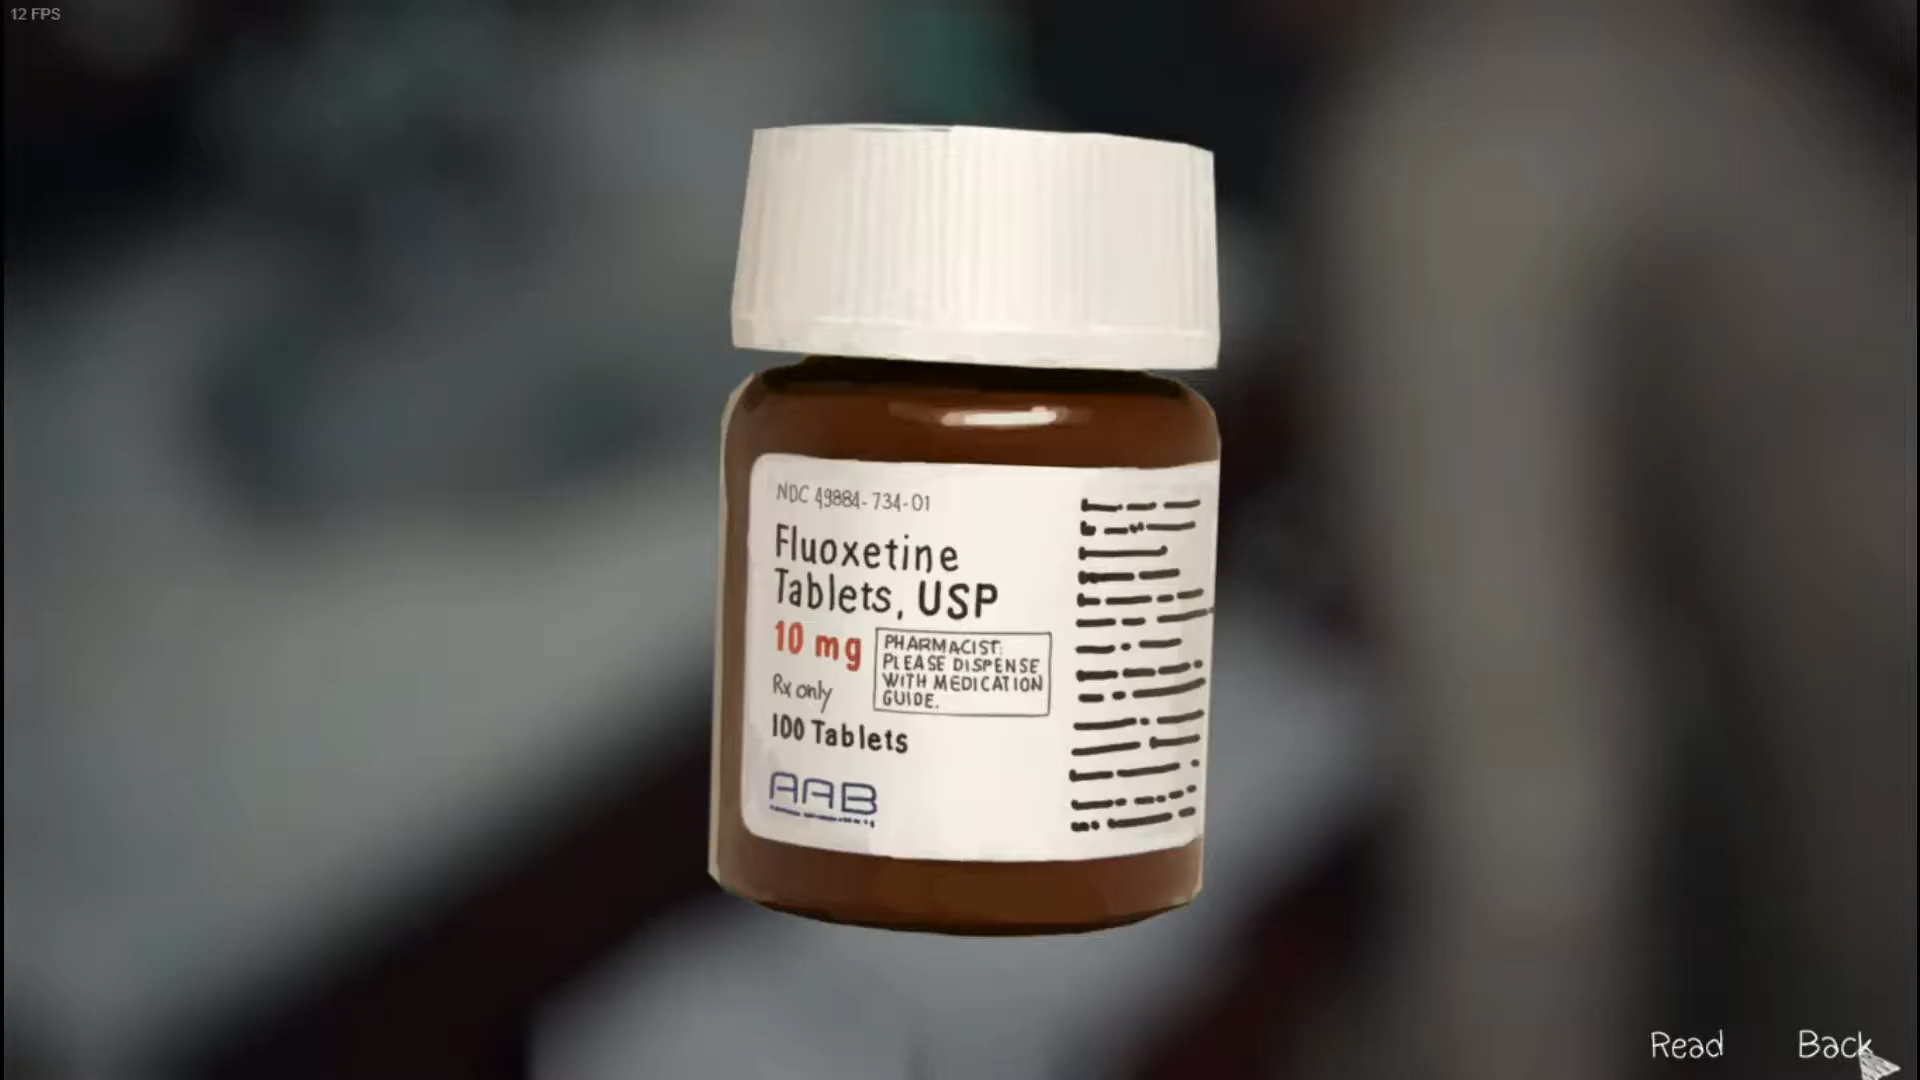 12 FPS
NDC 49884-734-01
Fluoxetine
Tablets, USP
10 mg
PHARMACIST:
PLEASE DISPENSE
WITH MEDICATION
GUIDE.
Rx only
100 Tablets
AAB
Read
Back